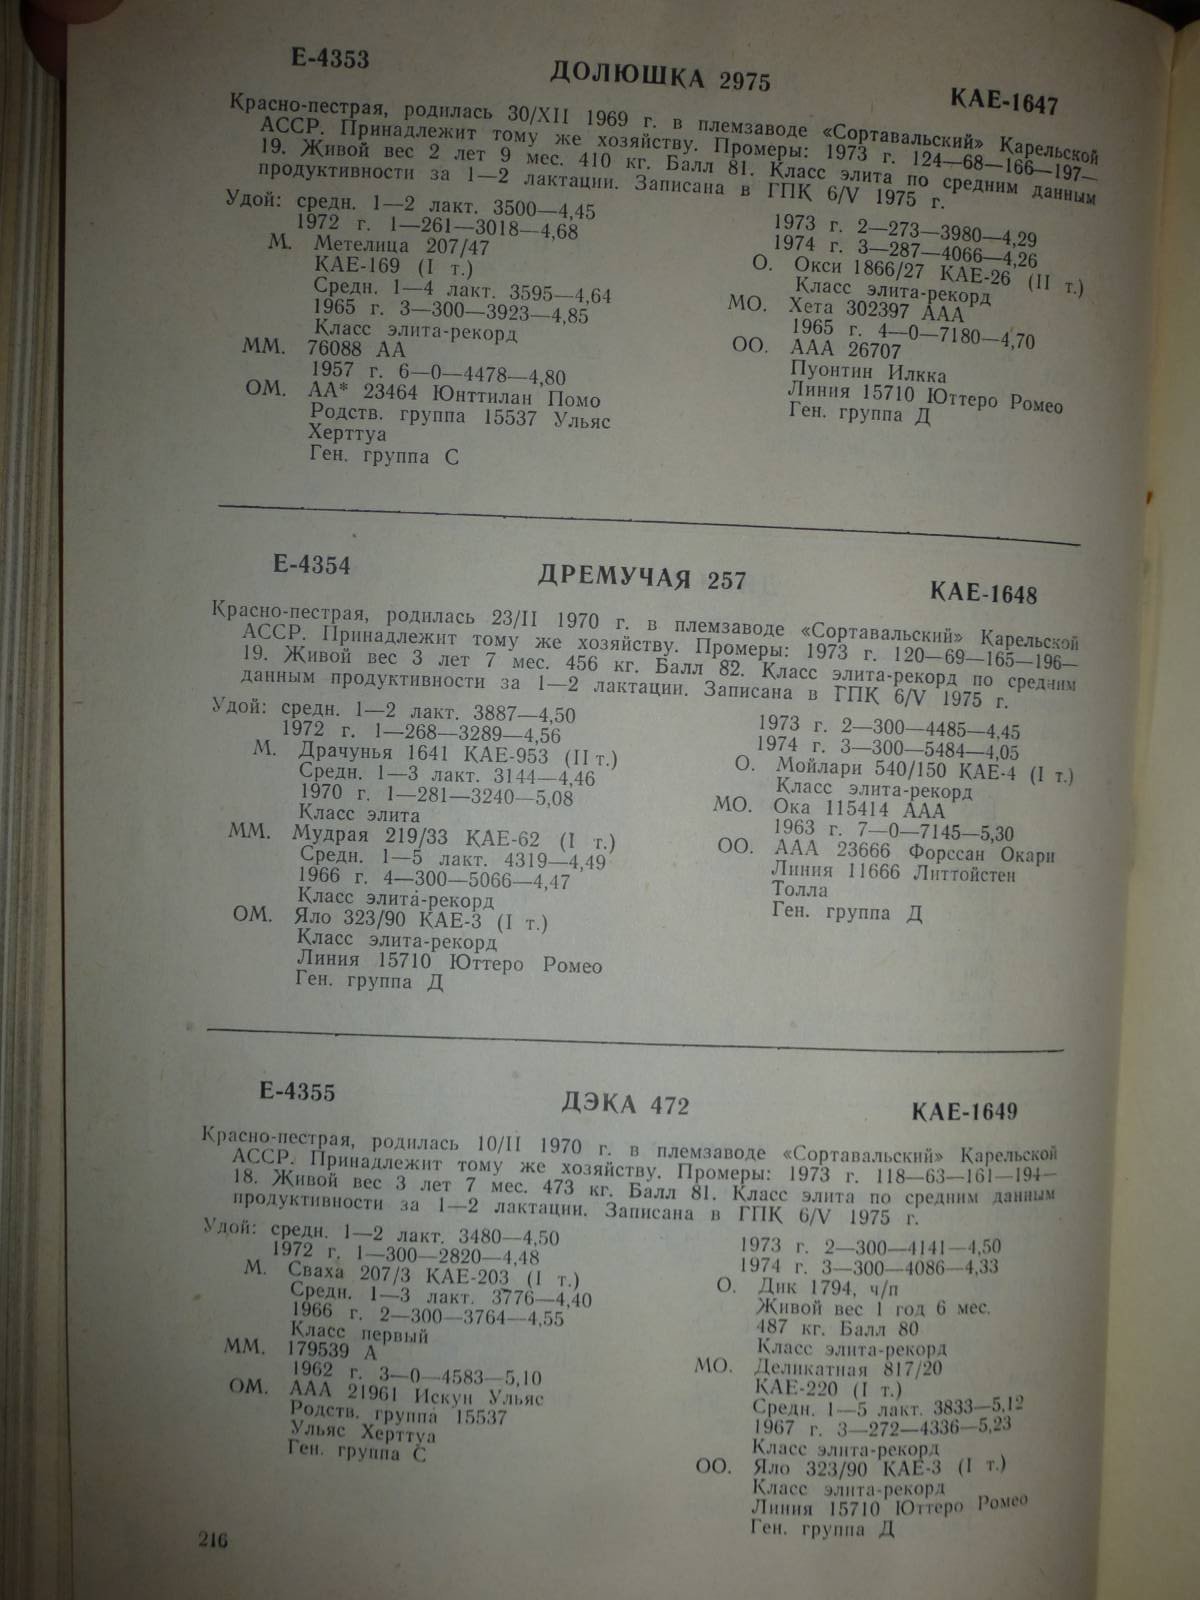 Е-4353
ДОЛЮШКА 2975
КАЕ-1647
Красно-пестрая, родилась 30/XII 1969 г. в племзаводе «Сортавальский» Карельской
АССР. Принадлежит тому же хозяйству. Промеры: 1973 г. 124—68—166—197—
19. Живой вес 2 лет 9 мес. 410 кг. Балл 81. Класс элита по средним данным
продуктивности за 1—2 лактации. Записана в ГПК 6/V 1975 г.
Удой: средн. 1—2 лакт. 3500—4,45
1972 г. 1—261—3018—4,68
М. Метелица 207/47
КАЕ-169 (I т.)
Средн. 1—4 лакт. 3595—4,64
1965 г. 3—300—3923—4,85
Класс элита-рекорд
ММ. 76088 АА
1957 г. 6—0—4478—4,80
ОМ. АА* 23464 Юнттилан Помо
Родств. группа 15537 Ульяс
Херттуа
Ген. группа С
1973 г. 2—273—3980—4,29
1974 г. 3—287—4066—4,26
О. Окси 1866/27 КАЕ-26 (II т.)
Класс элита-рекорд
МО. Хета 302397 ААА
1965 г. 4—0—7180—4,70
ОО. ААА 26707
Пуонтин Илкка
Линия 15710 Юттеро Ромео
Ген. группа Д
Е-4354
ДРЕМУЧАЯ 257
КАЕ-1648
Красно-пестрая, родилась 23/II 1970 г. в племзаводе «Сортавальский» Карельской
АССР. Принадлежит тому же хозяйству. Промеры: 1973 г. 120—69—165—196—
19. Живой вес 3 лет 7 мес. 456 кг. Балл 82. Класс элита-рекорд по средним
данным продуктивности за 1—2 лактации. Записана в ГПК 6/V 1975 г.
Удой: средн. 1—2 лакт. 3887—4,50
1972 г. 1—268—3289—4,56
М. Драчунья 1641 КАЕ-953 (II т.)
Средн. 1—3 лакт. 3144—4,46
1970 г. 1—281—3240—5,08
Класс элита
ММ. Мудрая 219/33 КАЕ-62 (I т.)
Средн. 1—5 лакт. 4319—4,49
1966 г. 4—300—5066—4,47
Класс элита-рекорд
ОМ. Яло 323/90 КАЕ-3 (I т.)
Класс элита-рекорд
Линия 15710 Юттеро Ромео
Ген. группа Д
1973 г. 2—300—4485—4,45
1974 г. 3—300—5484—4,05
О. Мойлари 540/150 КАЕ-4 (I т.)
Класс элита-рекорд
МО. Ока 115414 ААА
1963 г. 7—0—7145—5,30
ОО. ААА 23666 Форссан Окари
Линия 11666 Литтойстен
Толла
Ген. группа Д
Е-4355
ДЭКА 472
КАЕ-1649
Красно-пестрая, родилась 10/II 1970 г. в племзаводе «Сортавальский» Карельской
АССР. Принадлежит тому же хозяйству. Промеры: 1973 г. 118—63—161—194—
18. Живой вес 3 лет 7 мес. 473 кг. Балл 81. Класс элита по средним данным
продуктивности за 1—2 лактации. Записана в ГПК 6/V 1975 г.
Удой: средн. 1—2 лакт. 3480—4,50
1972 г. 1—300—2820—4,48
М. Сваха 207/3 КАЕ-203 (I т.)
Средн. 1—3 лакт. 3776—4,40
1966 г. 2—300—3764—4,55
Класс первый
ММ. 179539 А
1962 г. 3—0—4583—5,10
ОМ. ААА 21961 Искун Ульяс
Родств. группа 15537
Ульяс Херттуа
Ген. группа С
1973 г. 2—300—4141—4,50
1974 г. 3—300—4086—4,33
О. Дик 1794, ч/п
Живой вес 1 год 6 мес.
487 кг. Балл 80
Класс элита-рекорд
МО. Деликатная 817/20
КАЕ-220 (I т.)
Средн. 1—5 лакт. 3833—5,12
1967 г. 3—272—4336—5,23
Класс элита-рекорд
ОО. Яло 323/90 КАЕ-3 (I т.)
Класс элита-рекорд
Линия 15710 Юттеро Ромео
Ген. группа Д
216